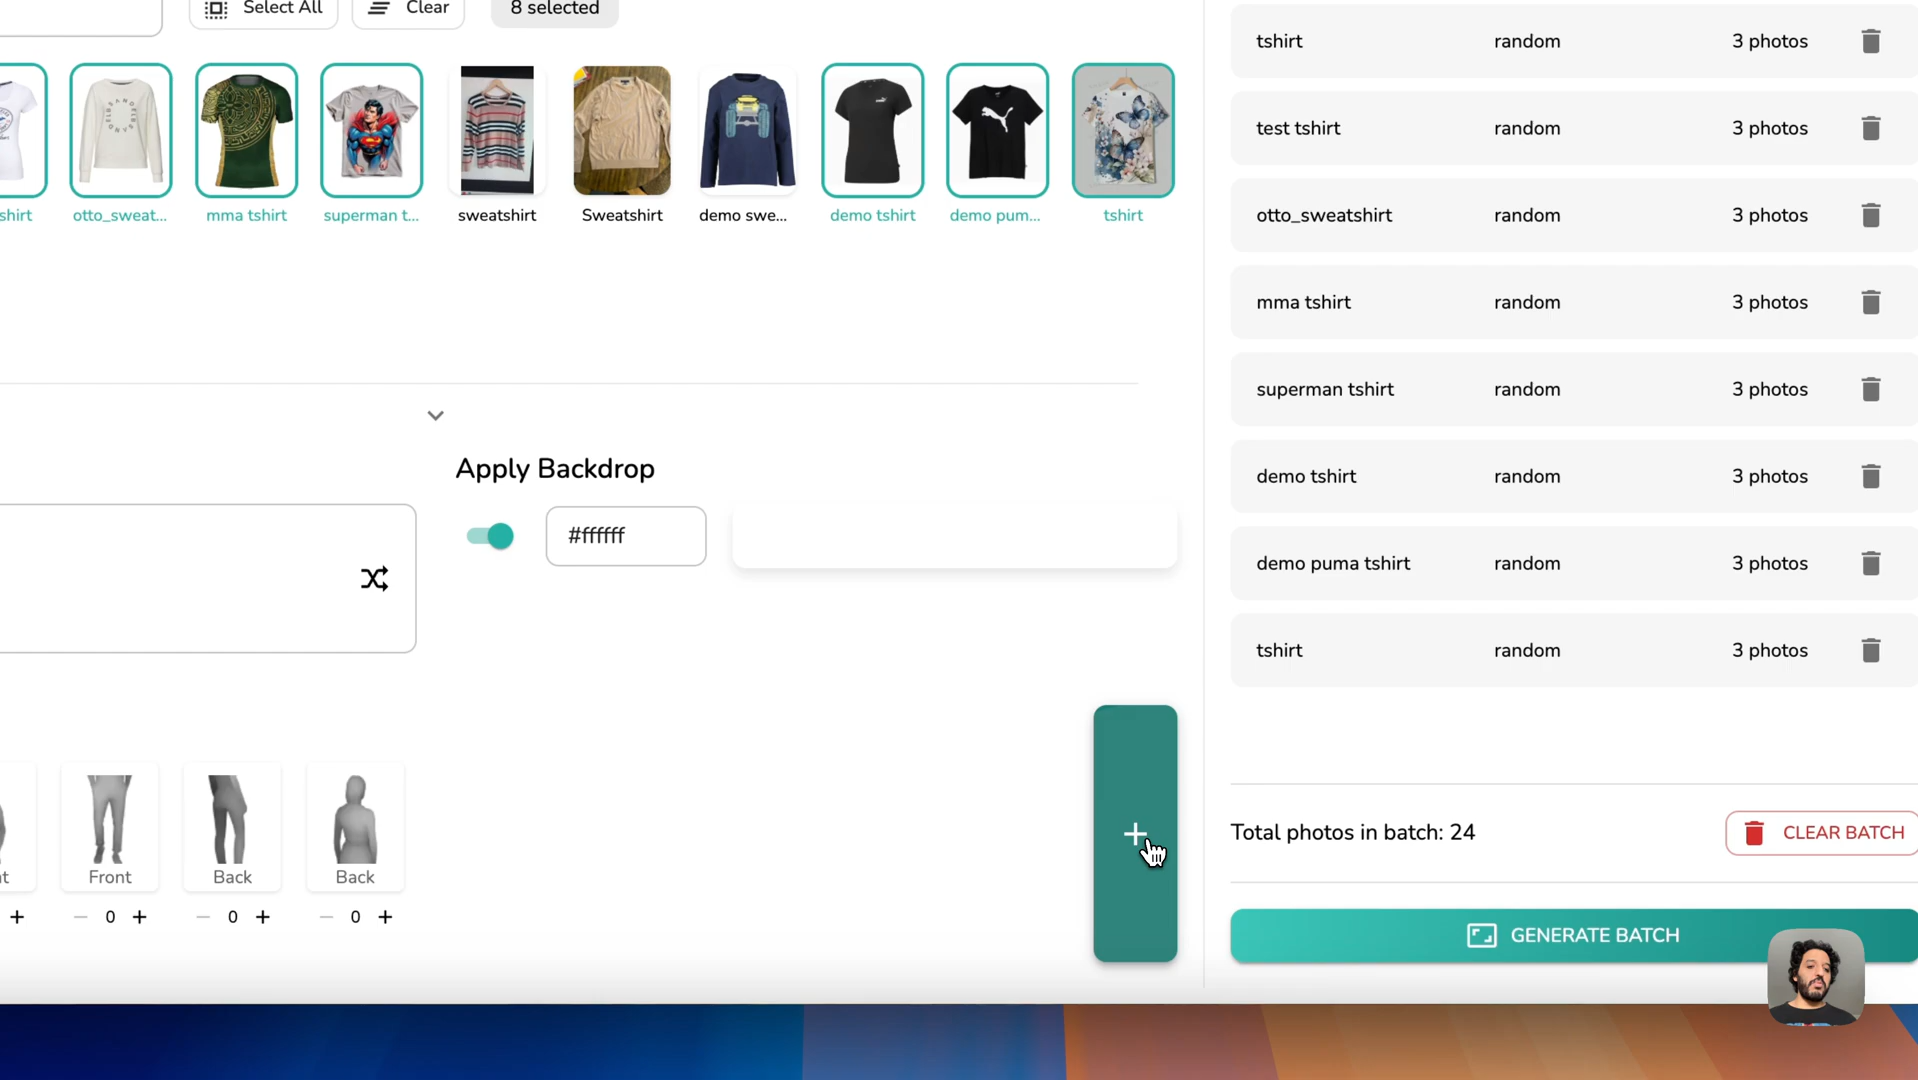 Select All
Clear
8 selected
shirt
otto_sweat...
mma tshirt
superman t...
sweatshirt
Sweatshirt
demo swe...
demo tshirt
demo pum...
tshirt
Apply Backdrop
#ffffff
Front
Back
Back
0
0
0
tshirt random 3 photos
test tshirt random 3 photos
otto_sweatshirt random 3 photos
mma tshirt random 3 photos
superman tshirt random 3 photos
demo tshirt random 3 photos
demo puma tshirt random 3 photos
tshirt random 3 photos
Total photos in batch: 24
CLEAR BATCH
GENERATE BATCH